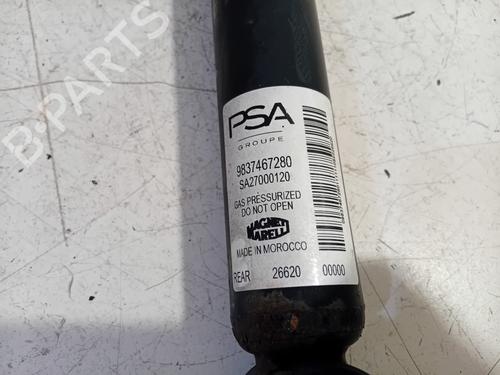 B-PARTS
PSA
GROUPE
9837467280
SA27000120
GAS PRESSURIZED
DO NOT OPEN
MAGNETI
MARELLI
MADE IN MOROCCO
REAR 26620 00000